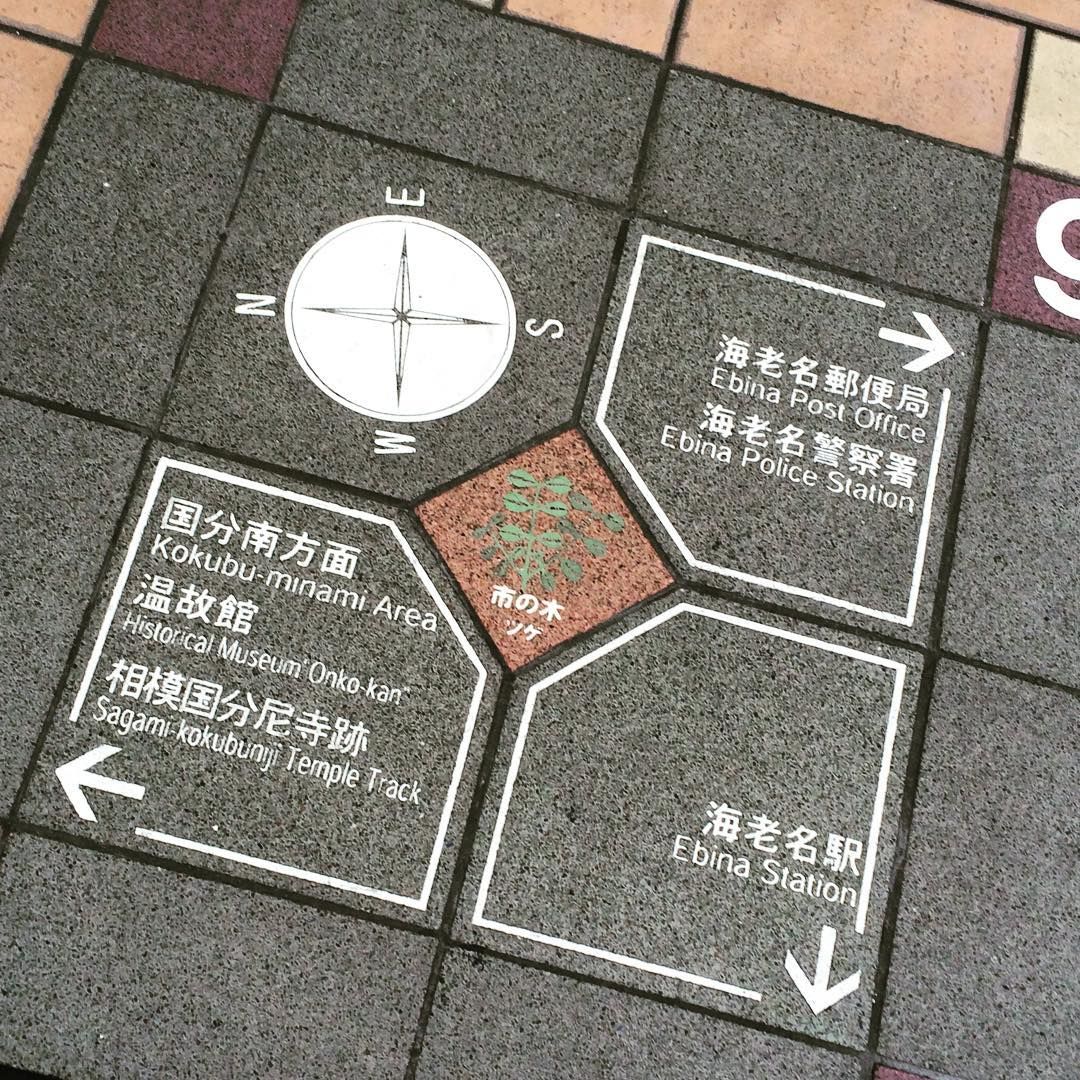 E
N
S
W
9
海老名郵便局
Ebina Post Office
海老名警察署
Ebina Police Station
国分南方面
Kokubu-minami Area
温故館
Historical Museum"Onko-kan"
相模国分尼寺跡
Sagami-kokubuniji Temple Track
市の木
ツゲ
海老名駅
Ebina Station